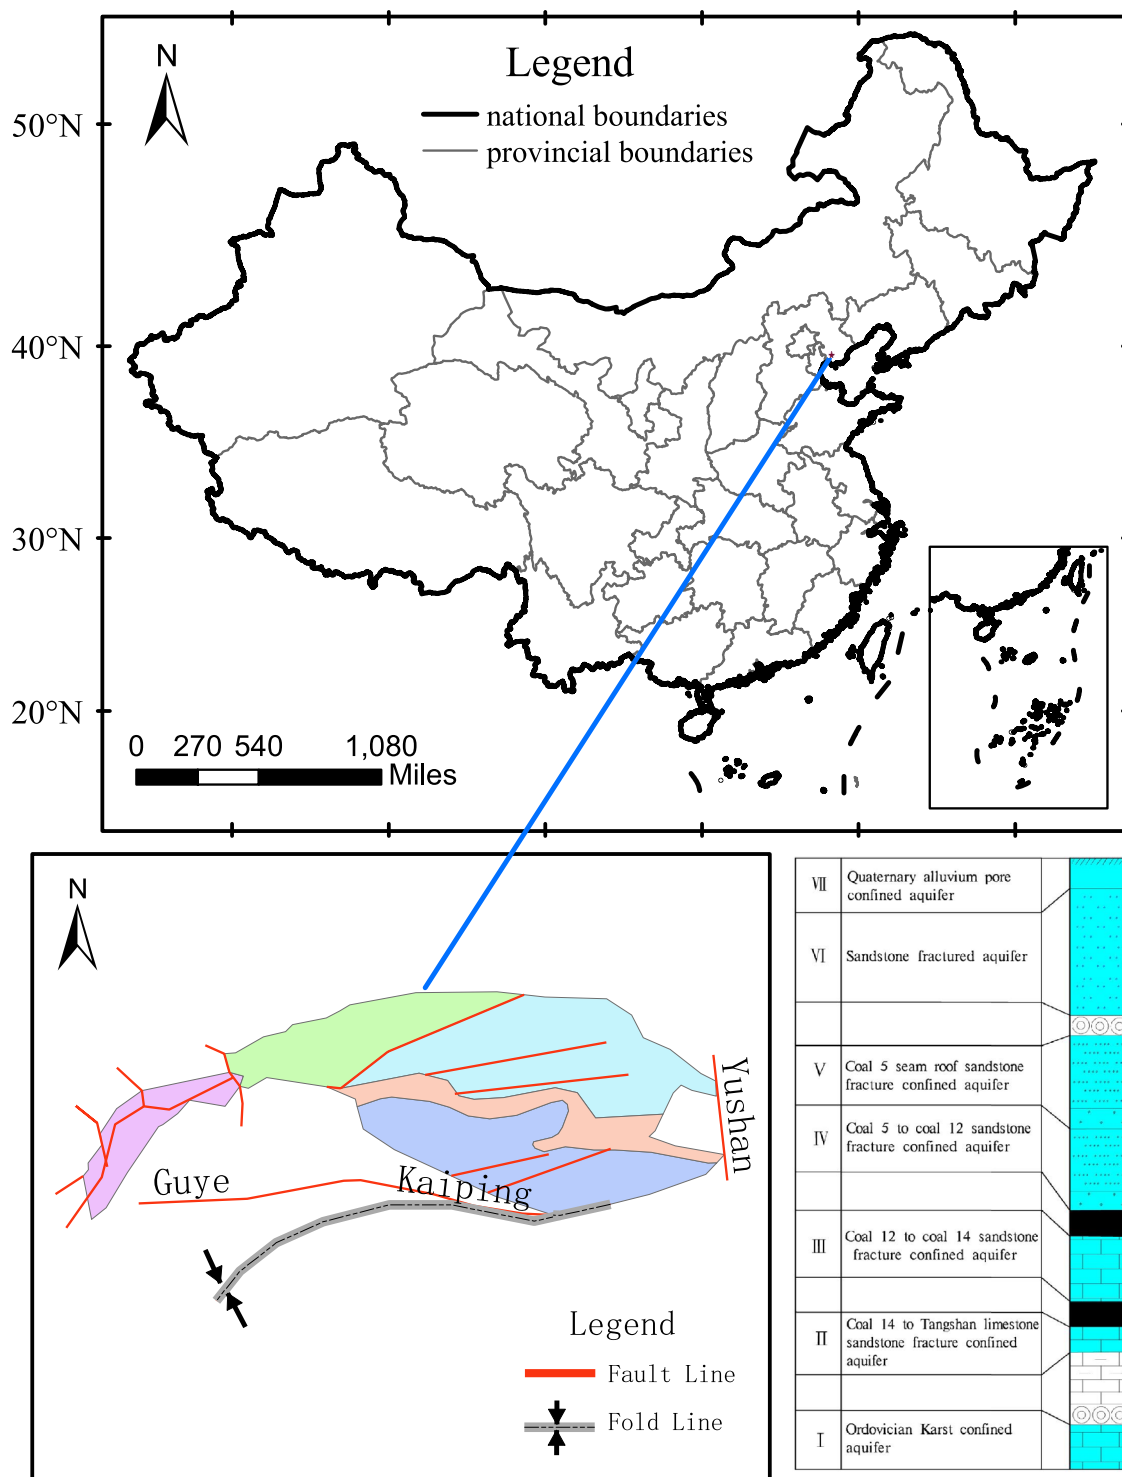 N
Legend
national boundaries
provincial boundaries
50°N
40°N
30°N
20°N
0 270 540 1,080
Miles
N
Guye
Kaiping
Yushan
Legend
Fault Line
Fold Line
VII
Quaternary alluvium pore
confined aquifer
VI
Sandstone fractured aquifer
V
Coal 5 seam roof sandstone
fracture confined aquifer
IV
Coal 5 to coal 12 sandstone
fracture confined aquifer
III
Coal 12 to coal 14 sandstone
fracture confined aquifer
II
Coal 14 to Tangshan limestone
sandstone fracture confined
aquifer
I
Ordovician Karst confined
aquifer